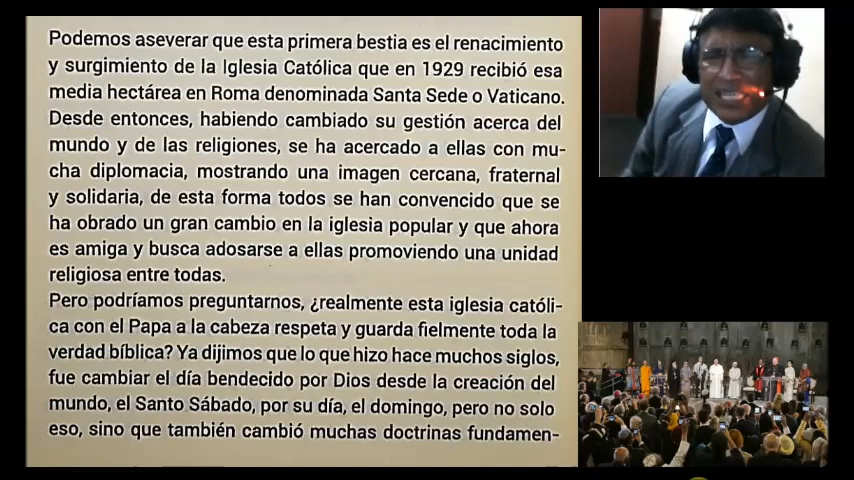 Podemos aseverar que esta primera bestia es el renacimiento
y surgimiento de la Iglesia Católica que en 1929 recibió esa
media hectárea en Roma denominada Santa Sede o Vaticano.
Desde entonces, habiendo cambiado su gestión acerca del
mundo y de las religiones, se ha acercado a ellas con mu-
cha diplomacia, mostrando una imagen cercana, fraternal
y solidaria, de esta forma todos se han convencido que se
ha obrado un gran cambio en la iglesia popular y que ahora
es amiga y busca adosarse a ellas promoviendo una unidad
religiosa entre todas.
Pero podríamos preguntarnos, ¿realmente esta iglesia católi-
ca con el Papa a la cabeza respeta y guarda fielmente toda la
verdad bíblica? Ya dijimos que lo que hizo hace muchos siglos,
fue cambiar el día bendecido por Dios desde la creación del
mundo, el Santo Sábado, por su día, el domingo, pero no solo
eso, sino que también cambió muchas doctrinas fundamen-